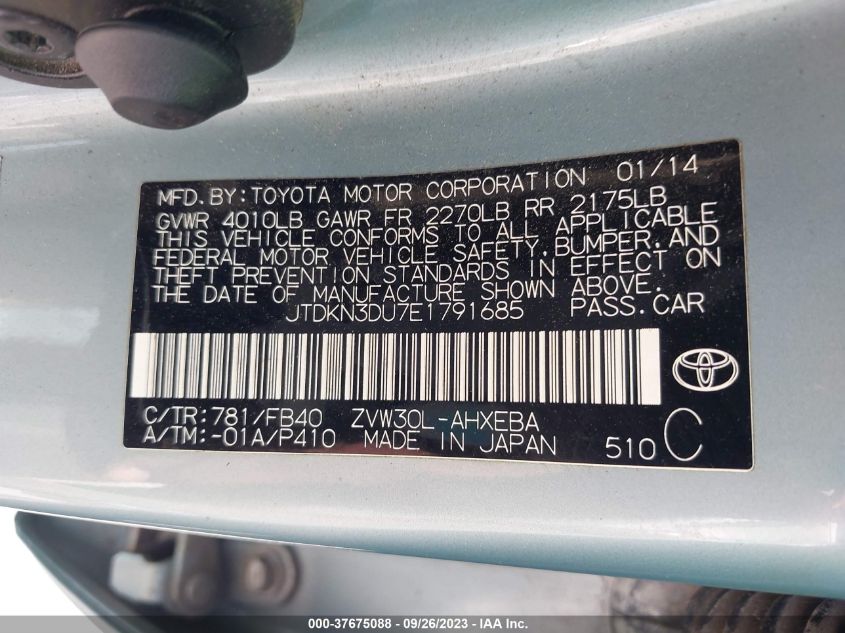 MFD.BY:TOYOTA MOTOR CORPORATION 01/14
GVWR 4010LB GAWR FR 2270LB RR 2175LB
THIS VEHICLE CONFORMS TO ALL APPLICABLE
FEDERAL MOTOR VEHICLE SAFETY,BUMPER,AND
THEFT PREVENTION STANDARDS IN EFFECT ON
THE DATE OF MANUFACTURE SHOWN ABOVE.
JTDKN3DU7E1791685 PASS.CAR
C/TR:781/FB40 ZVW30L-AHXEBA
A/TM:-01A/P410 MADE IN JAPAN 510 C
000-37675088 - 09/26/2023 - IAA Inc.